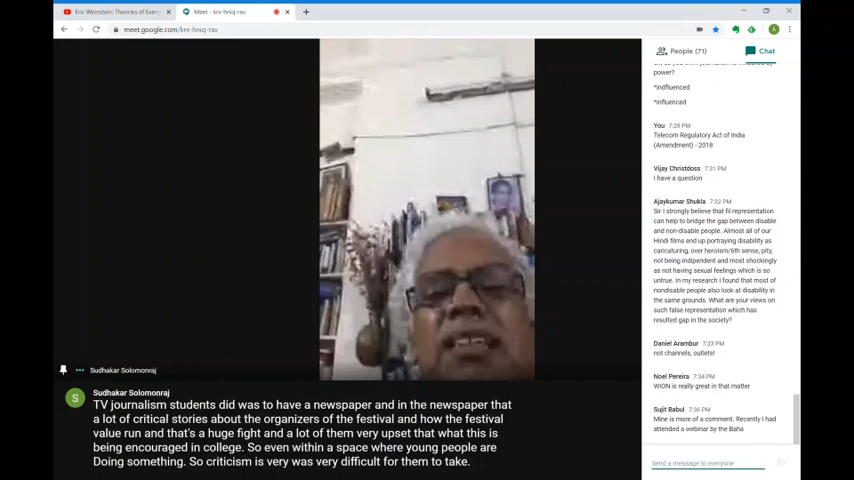 Eric Weinstein: Theories of Every
Meet - krx-hniq-rav
meet.google.com/krx-hniq-rav
People (71)
Chat
power?
*indfluenced
*influenced
You 7:29 PM
Telecom Regulatory Act of India
(Amendment) - 2018
Vijay Christdoss 7:31 PM
I have a question
Ajaykumar Shukla 7:32 PM
Sir I strongly believe that fil representation
can help to bridge the gap between disable
and non-disable people. Almost all of our
Hindi films end up portraying disability as
caricaturing, over heroism/6th sense, pity,
not being indipendent and most shockingly
as not having sexual feelings which is so
untrue. In my research I found that most of
nondisable people also look at disability in
the same grounds. What are your views on
such false representation which has
resulted gap in the society?
Daniel Arambur 7:33 PM
not channels, outlets!
Noel Pereira 7:34 PM
WION is really great in that matter
Sujit Babul 7:36 PM
Mine is more of a comment. Recently I had
attended a webinar by the Baha
Send a message to everyone
Sudhakar Solomonraj
S
Sudhakar Solomonraj
TV journalism students did was to have a newspaper and in the newspaper that
a lot of critical stories about the organizers of the festival and how the festival
value run and that's a huge fight and a lot of them very upset that what this is
being encouraged in college. So even within a space where young people are
Doing something. So criticism is very was very difficult for them to take.